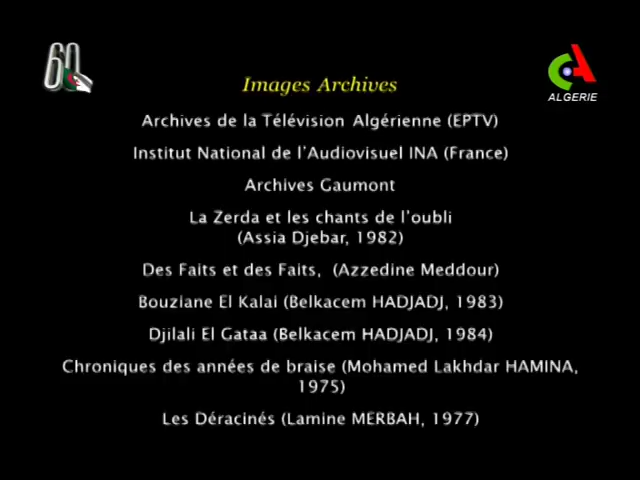 60
Images Archives
ALGERIE
Archives de la Télévision Algérienne (EPTV)
Institut National de l'Audiovisuel INA (France)
Archives Gaumont
La Zerda et les chants de l'oubli
(Assia Djebar, 1982)
Des Faits et des Faits, (Azzedine Meddour)
Bouziane El Kalai (Belkacem HADJADJ, 1983)
Djilali El Gataa (Belkacem HADJADJ, 1984)
Chroniques des années de braise (Mohamed Lakhdar HAMINA,
1975)
Les Déracinés (Lamine MERBAH, 1977)